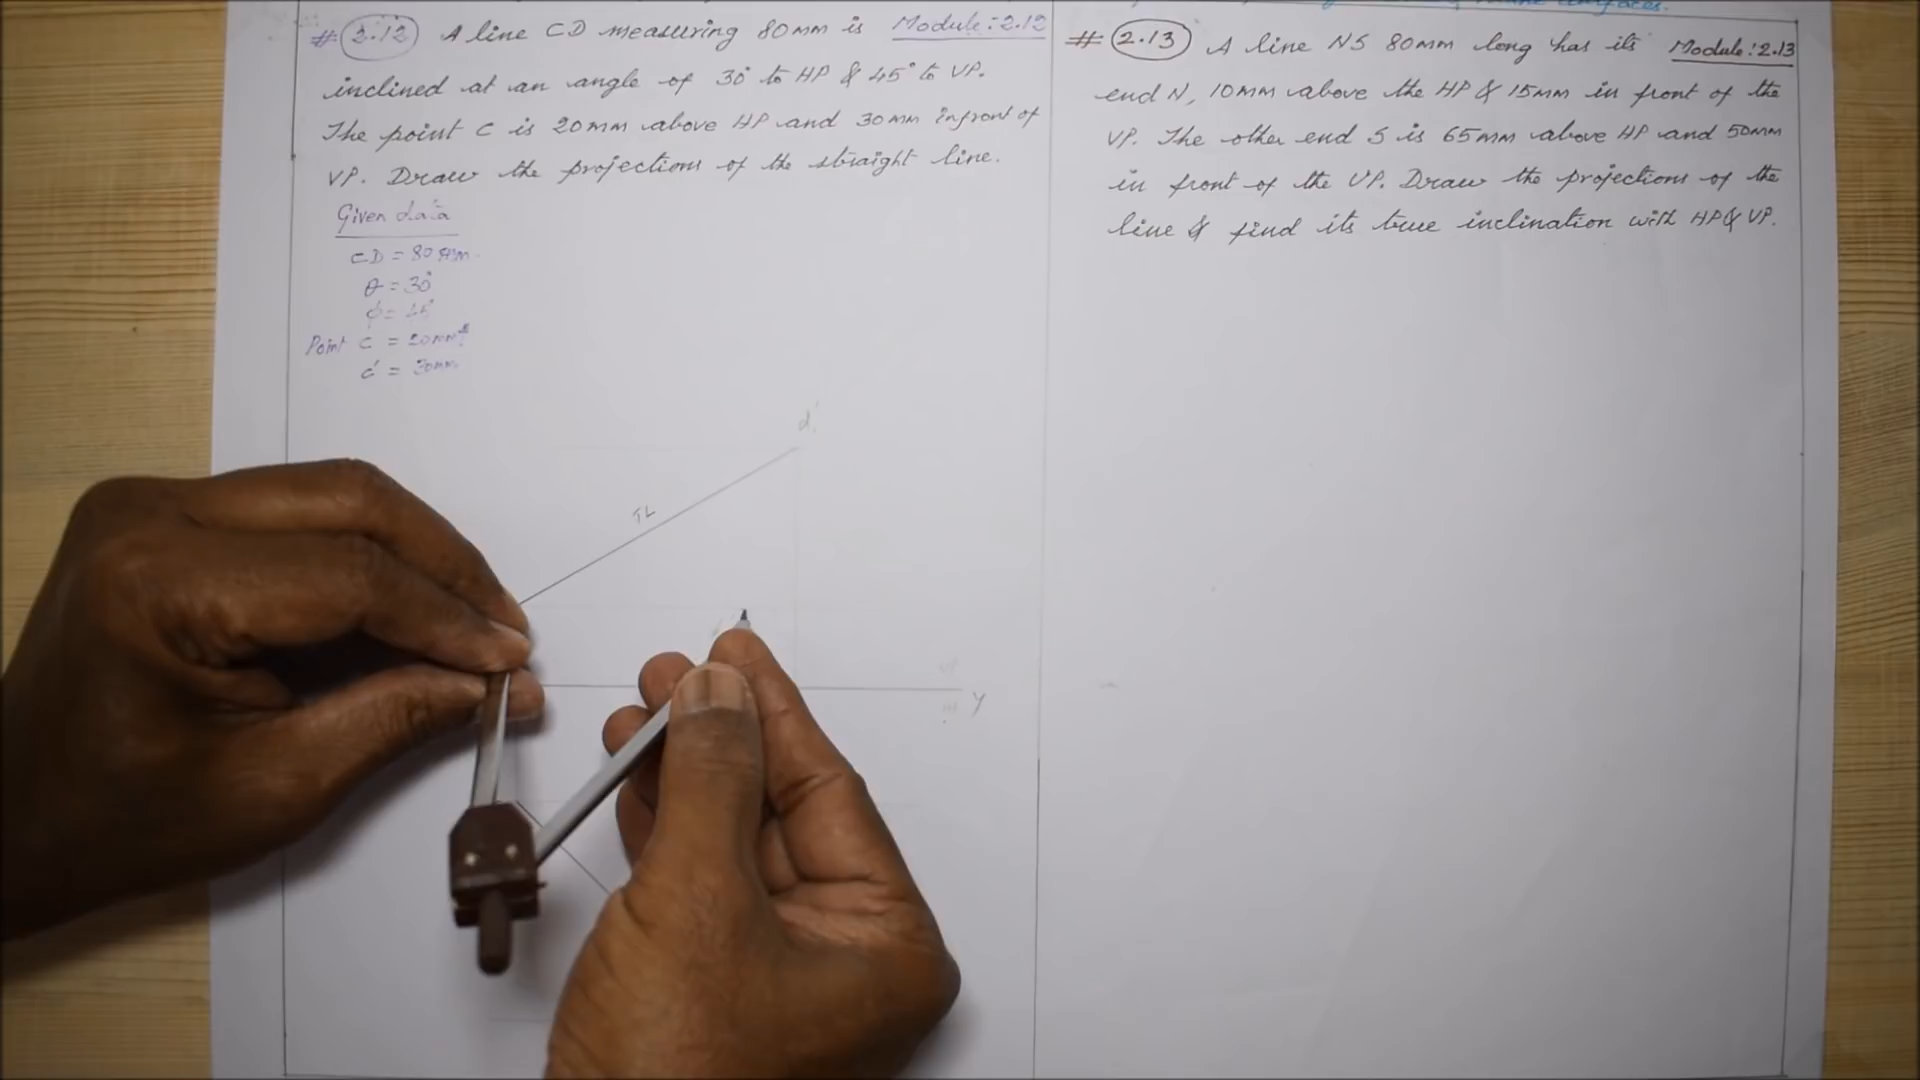 # 2.12 A line CD measuring 80mm is Module:-2.12
inclined at an angle of 30° to HP & 45° to VP.
The point C is 20mm above HP and 30mm infront of
VP. Draw the projections of the straight line.
Given data
CD = 80mm.
θ = 30°
ϕ = 45°
Point C = 20mm
c' = 30mm.
d'
TL
VP
Y
HP
# 2.13 A line NS 80mm long has its Module:2.13
end N, 10mm above the HP & 15mm in front of the
VP. The other end S is 65mm above HP and 50mm
in front of the VP. Draw the projections of the
line & find its true inclination with HP & VP.